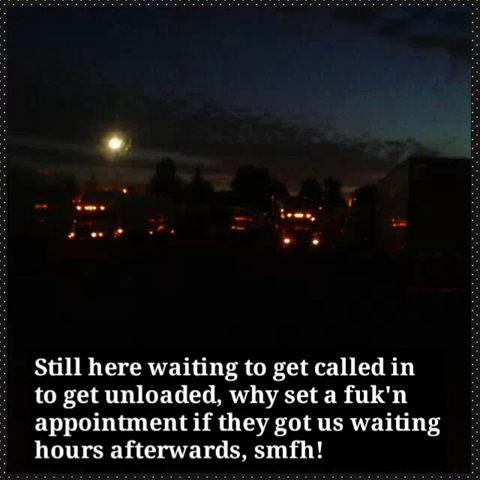 Still here waiting to get called in
to get unloaded, why set a fuk'n
appointment if they got us waiting
hours afterwards, smfh!